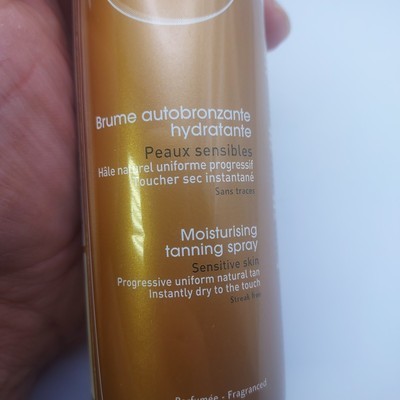 Brume autobronzante
hydratante
Peaux sensibles
Hâle naturel uniforme progressif
Toucher sec instantané
Sans traces
Moisturising
tanning spray
Sensitive skin
Progressive uniform natural tan
Instantly dry to the touch
Streak free
Parfumée - Fragranced